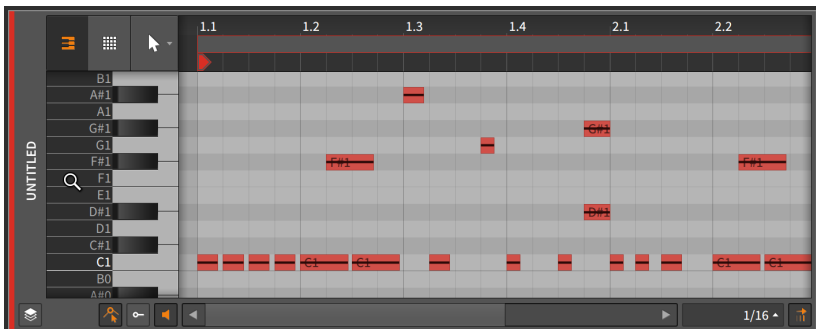 1.1 1.2 1.3 1.4 2.1 2.2
B1
A#1
A1
G#1 G#1
G1
F#1 F#1 F#1
F1
E1
D#1 D#1
D1
C#1
C1 C1 C1 C1 C1
B0
A#0
UNTITLED
1/16